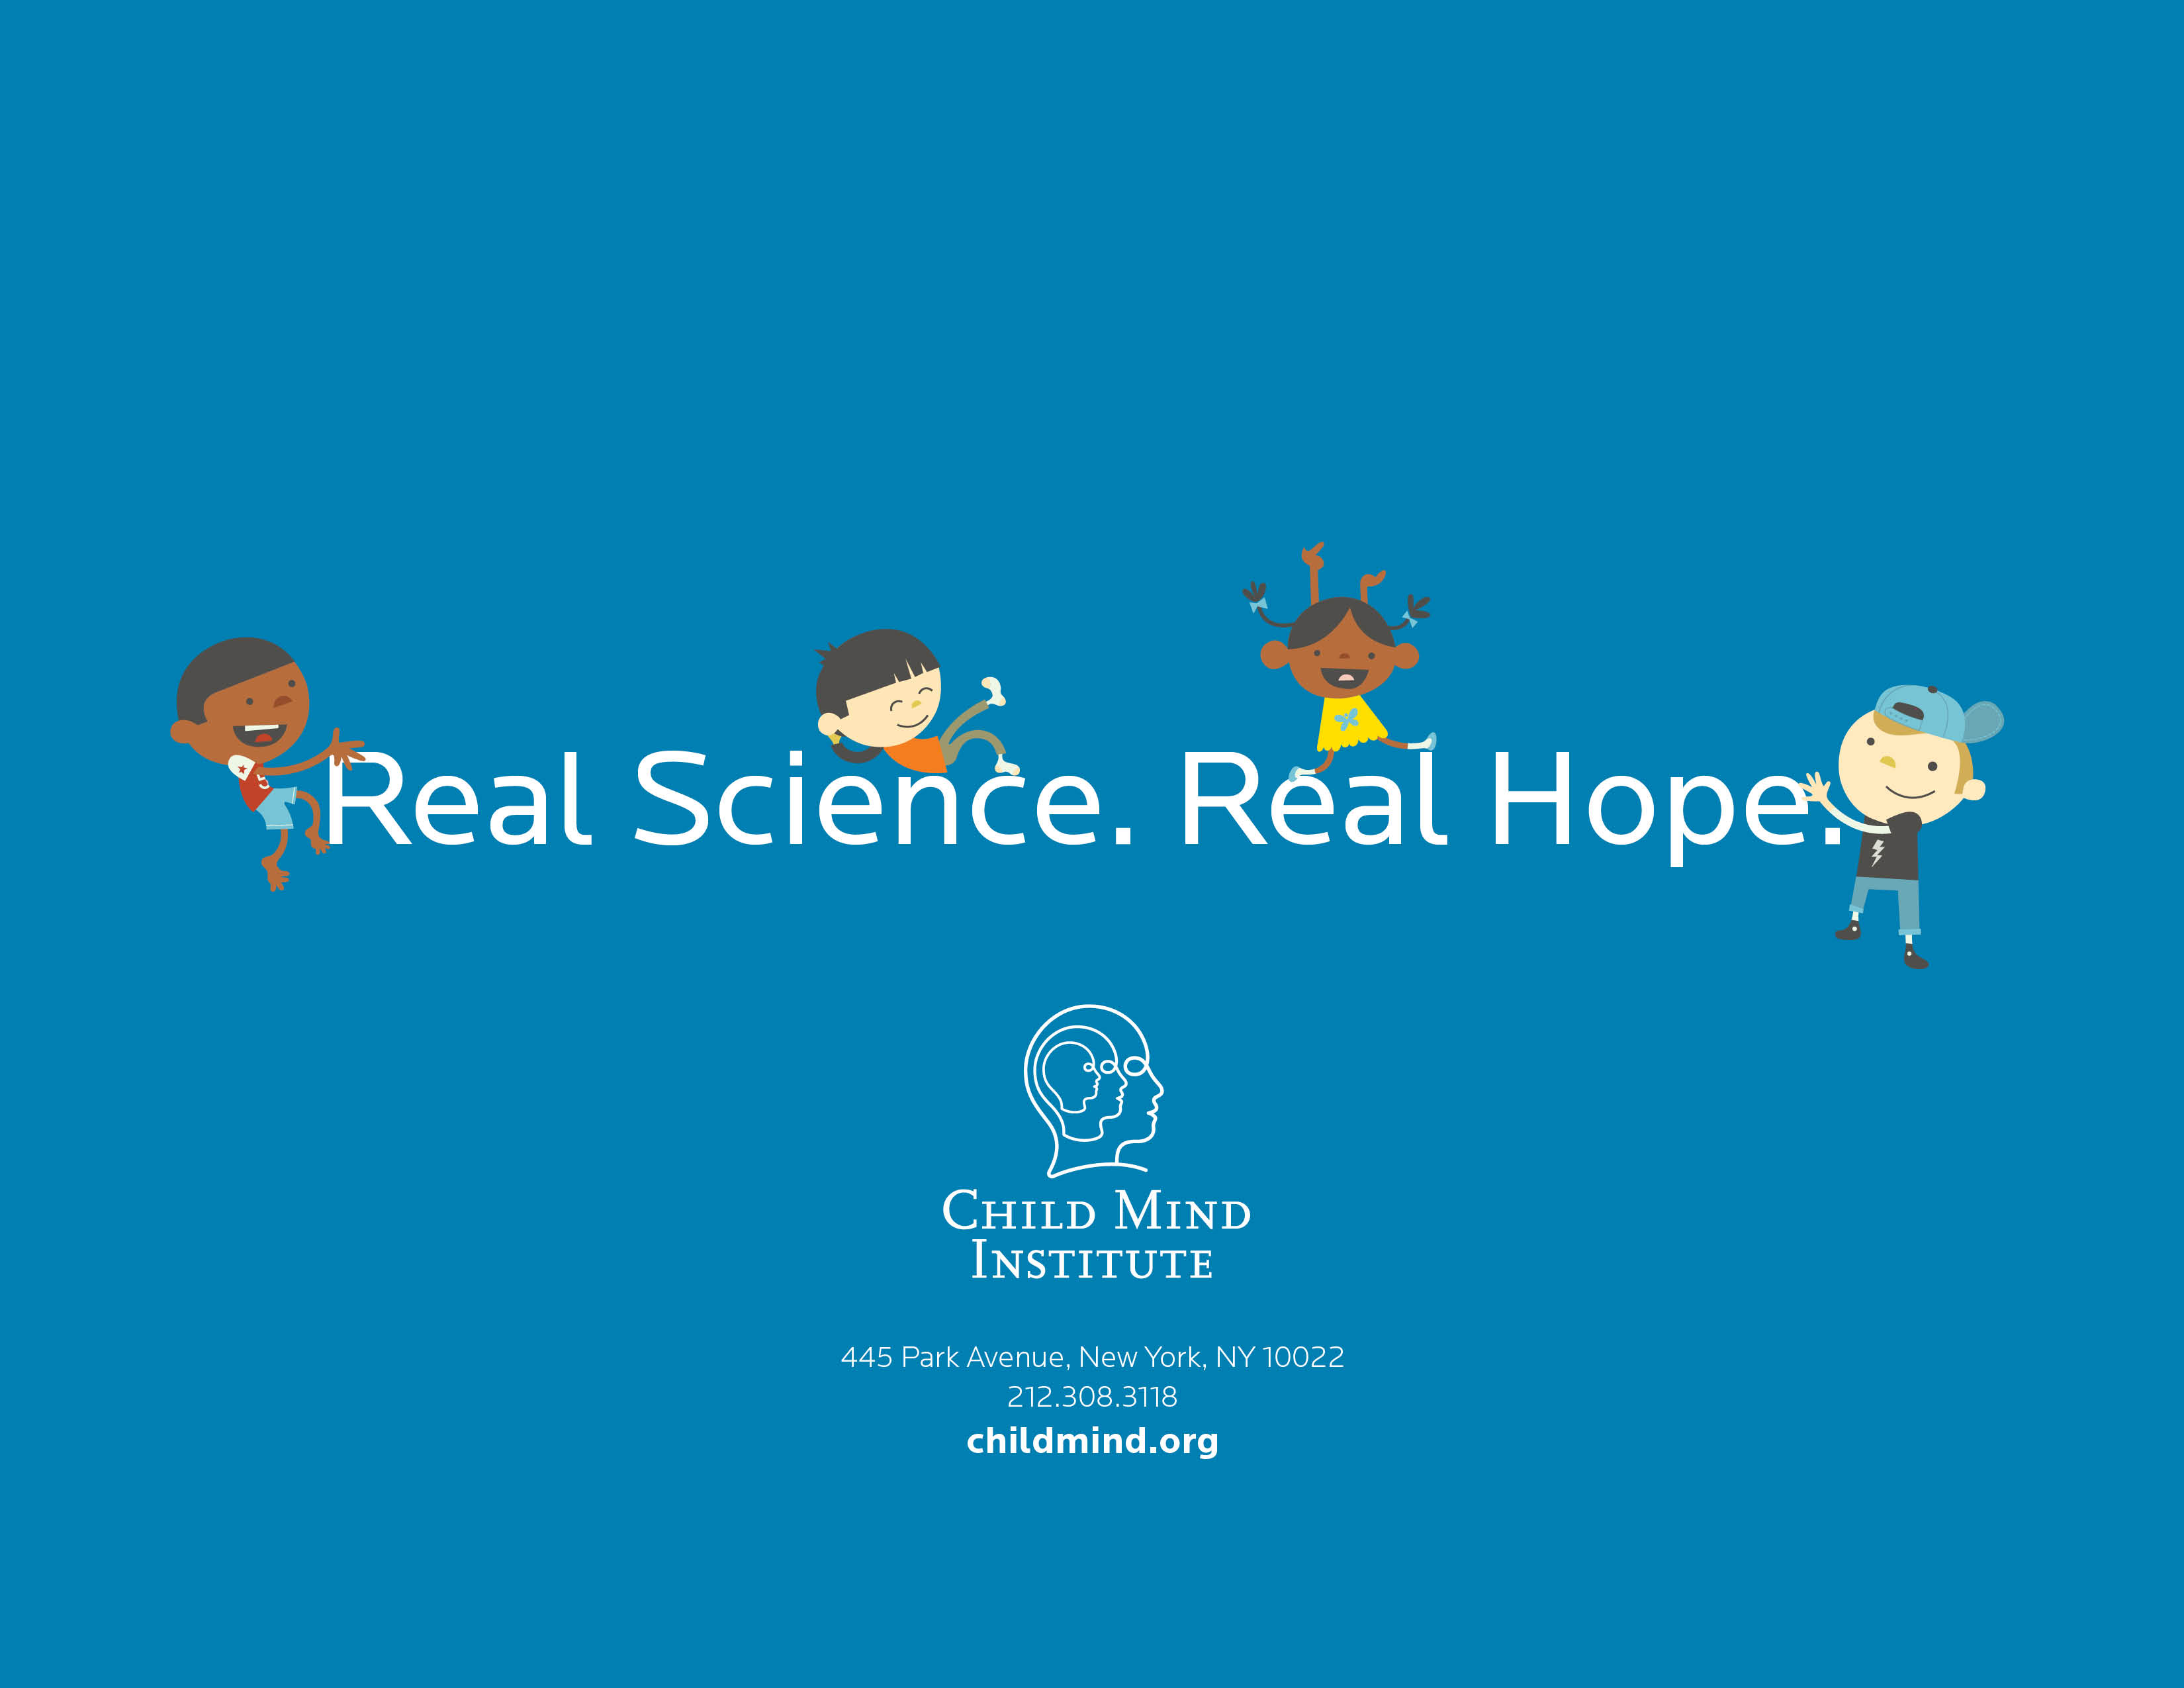 Real Science. Real Hope.
Child Mind
Institute
445 Park Avenue, New York, NY 10022
212.308.3118
childmind.org